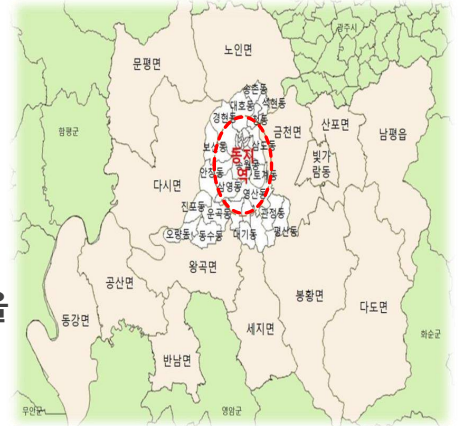 광주시
노인면
문평면
송촌동
대호동 석현동
경현동
함평군
금천면
산포면
남평읍
보산동
삼도동
동지
역
빛가
람동
안창동
토계동
다시면
삼영동
영산동
진포동
운곡동
관정동
오량동
동수동
대기동
평산동
왕곡면
공산면
봉황면
다도면
을
동강면
세지면
화순군
반남면
무안군
영암군